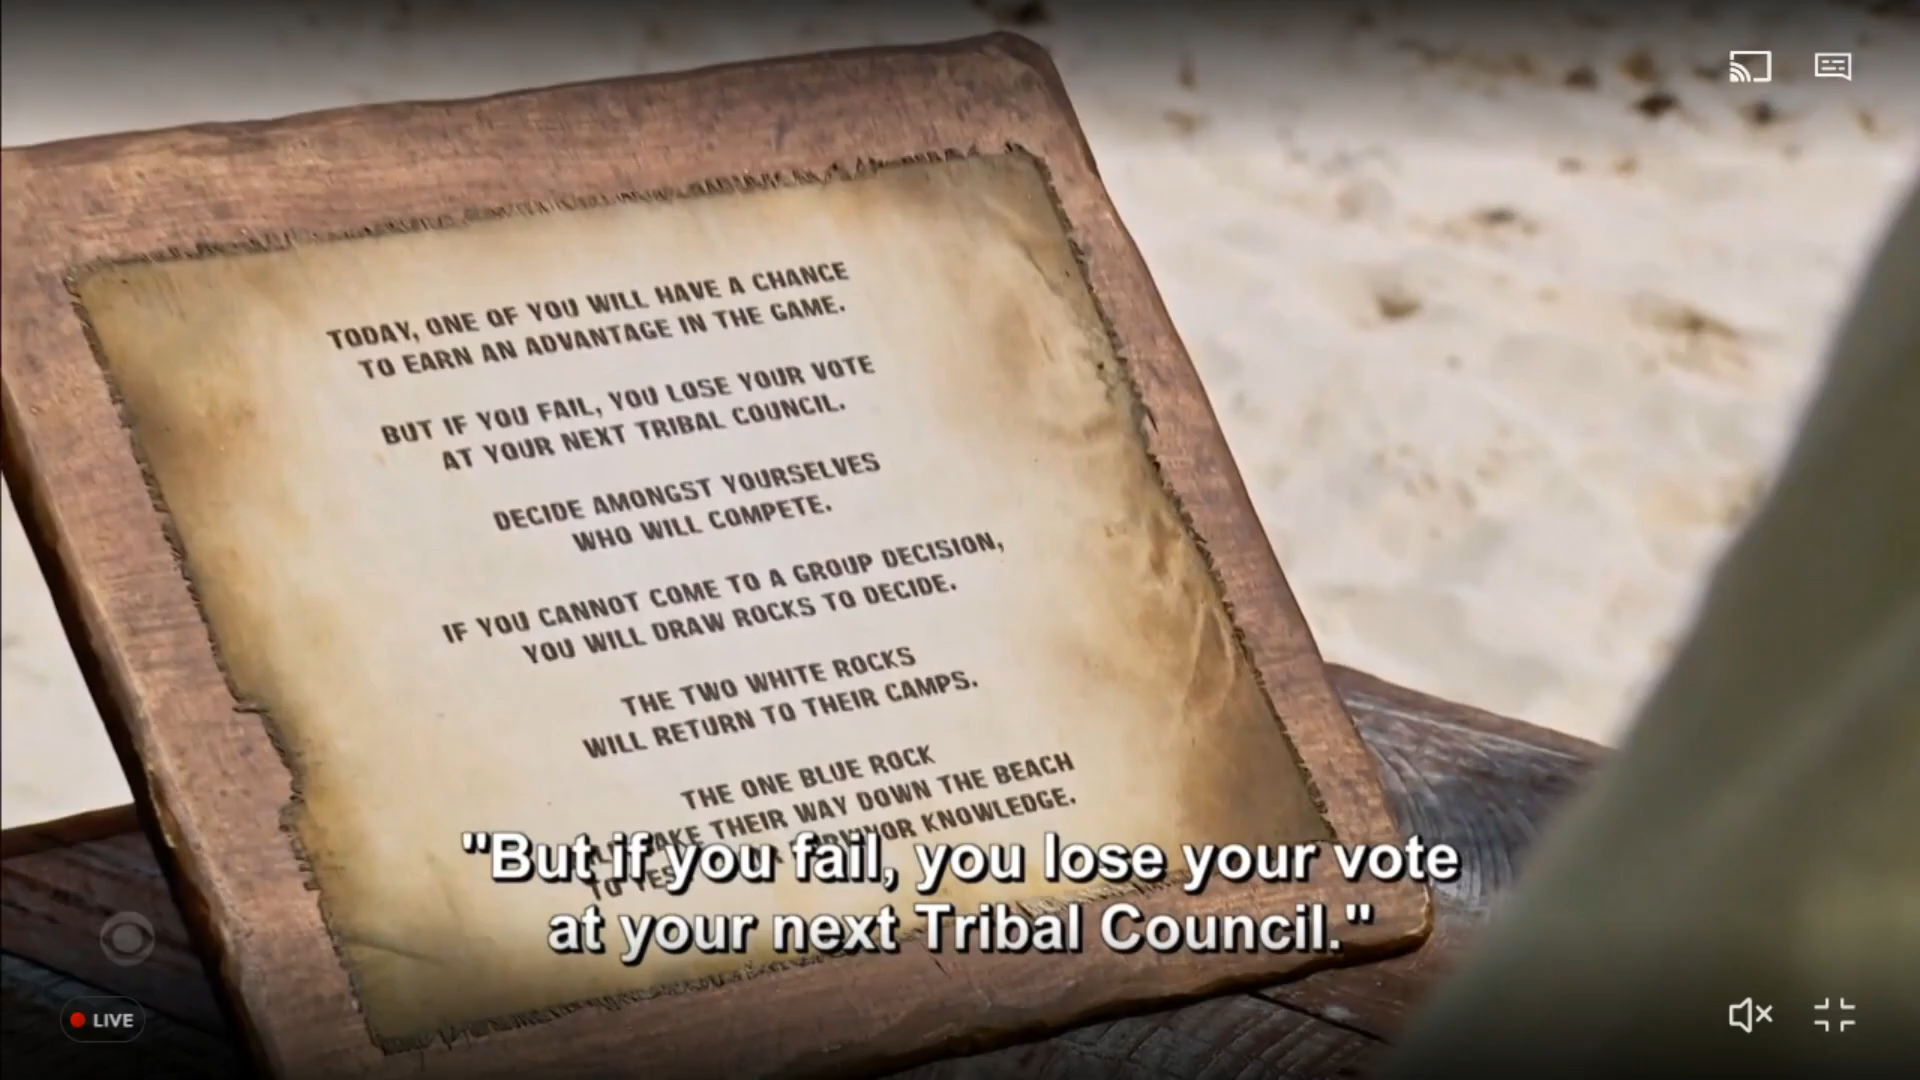 TODAY, ONE OF YOU WILL HAVE A CHANCE
TO EARN AN ADVANTAGE IN THE GAME.
BUT IF YOU FAIL, YOU LOSE YOUR VOTE
AT YOUR NEXT TRIBAL COUNCIL.
DECIDE AMONGST YOURSELVES
WHO WILL COMPETE.
IF YOU CANNOT COME TO A GROUP DECISION,
YOU WILL DRAW ROCKS TO DECIDE.
THE TWO WHITE ROCKS
WILL RETURN TO THEIR CAMPS.
THE ONE BLUE ROCK
THEIR WAY DOWN THE BEACH
TO KNOWLEDGE.
"But if you fail, you lose your vote
at your next Tribal Council."
LIVE